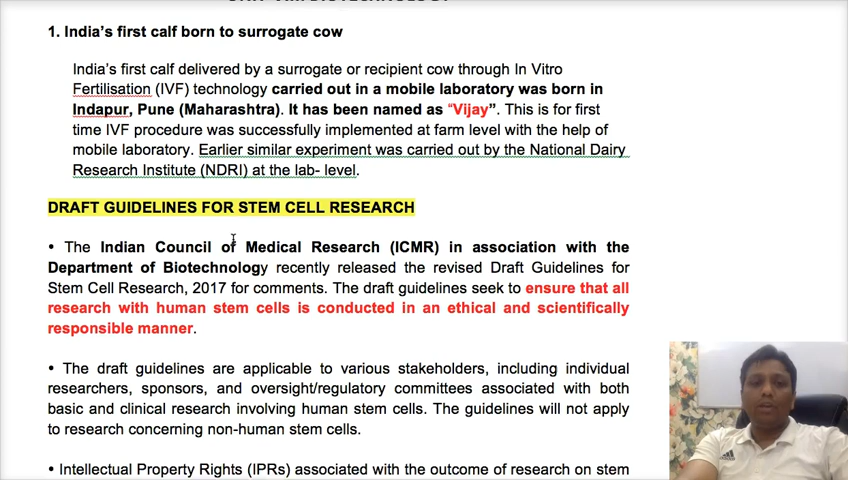 1. India's first calf born to surrogate cow
India's first calf delivered by a surrogate or recipient cow through In Vitro
Fertilisation (IVF) technology carried out in a mobile laboratory was born in
Indapur, Pune (Maharashtra). It has been named as “Vijay”. This is for first
time IVF procedure was successfully implemented at farm level with the help of
mobile laboratory. Earlier similar experiment was carried out by the National Dairy
Research Institute (NDRI) at the lab- level.
DRAFT GUIDELINES FOR STEM CELL RESEARCH
• The Indian Council of Medical Research (ICMR) in association with the
Department of Biotechnology recently released the revised Draft Guidelines for
Stem Cell Research, 2017 for comments. The draft guidelines seek to ensure that all
research with human stem cells is conducted in an ethical and scientifically
responsible manner.
• The draft guidelines are applicable to various stakeholders, including individual
researchers, sponsors, and oversight/regulatory committees associated with both
basic and clinical research involving human stem cells. The guidelines will not apply
to research concerning non-human stem cells.
• Intellectual Property Rights (IPRs) associated with the outcome of research on stem